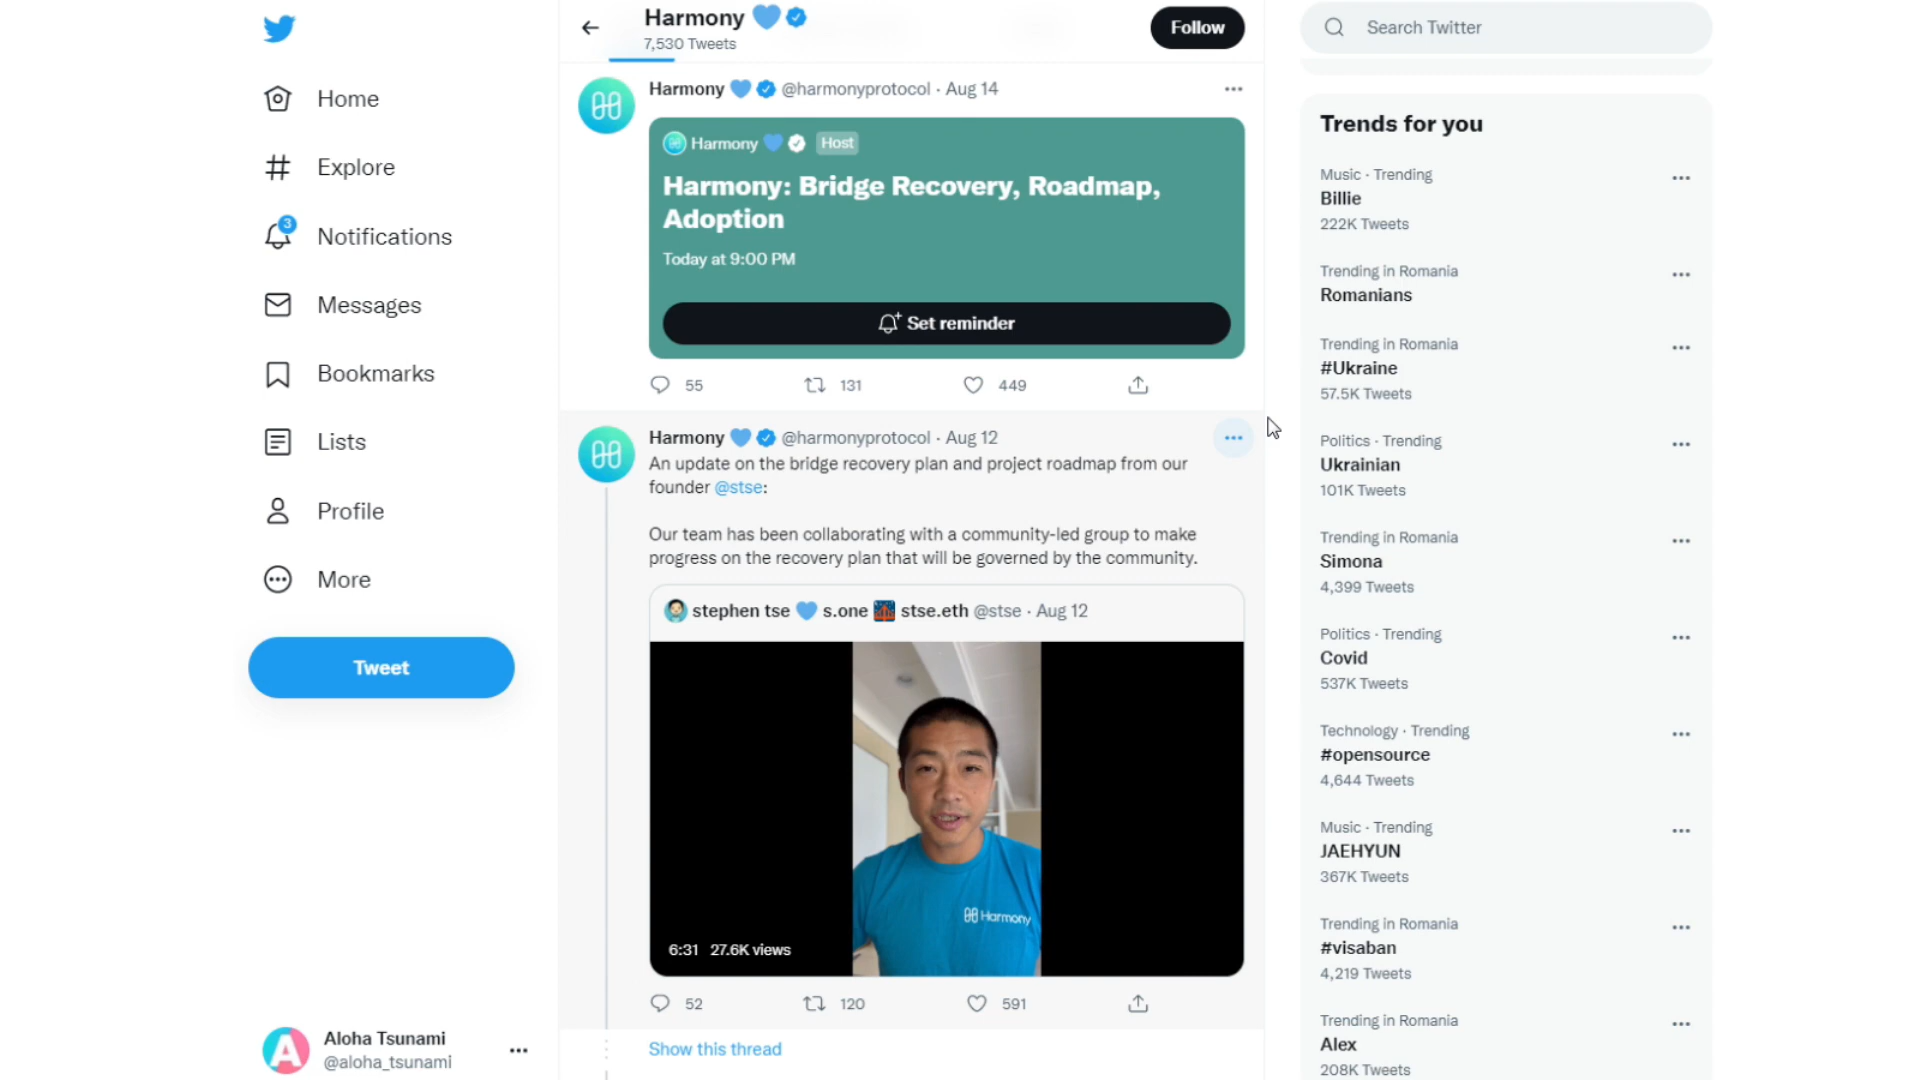 Home
Explore
3
Notifications
Messages
Bookmarks
Lists
Profile
More
Tweet
Aloha Tsunami
@aloha_tsunami
Harmony
7,530 Tweets
Follow
Harmony @harmonyprotocol · Aug 14
Harmony Host
Harmony: Bridge Recovery, Roadmap,
Adoption
Today at 9:00 PM
Set reminder
55 131 449
Harmony @harmonyprotocol · Aug 12
An update on the bridge recovery plan and project roadmap from our
founder @stse:
Our team has been collaborating with a community-led group to make
progress on the recovery plan that will be governed by the community.
stephen tse s.one stse.eth @stse · Aug 12
Harmony
6:31 27.6K views
52 120 591
Show this thread
Search Twitter
Trends for you
Music · Trending
Billie
222K Tweets
Trending in Romania
Romanians
Trending in Romania
#Ukraine
57.5K Tweets
Politics · Trending
Ukrainian
101K Tweets
Trending in Romania
Simona
4,399 Tweets
Politics · Trending
Covid
537K Tweets
Technology · Trending
#opensource
4,644 Tweets
Music · Trending
JAEHYUN
367K Tweets
Trending in Romania
#visaban
4,219 Tweets
Trending in Romania
Alex
208K Tweets